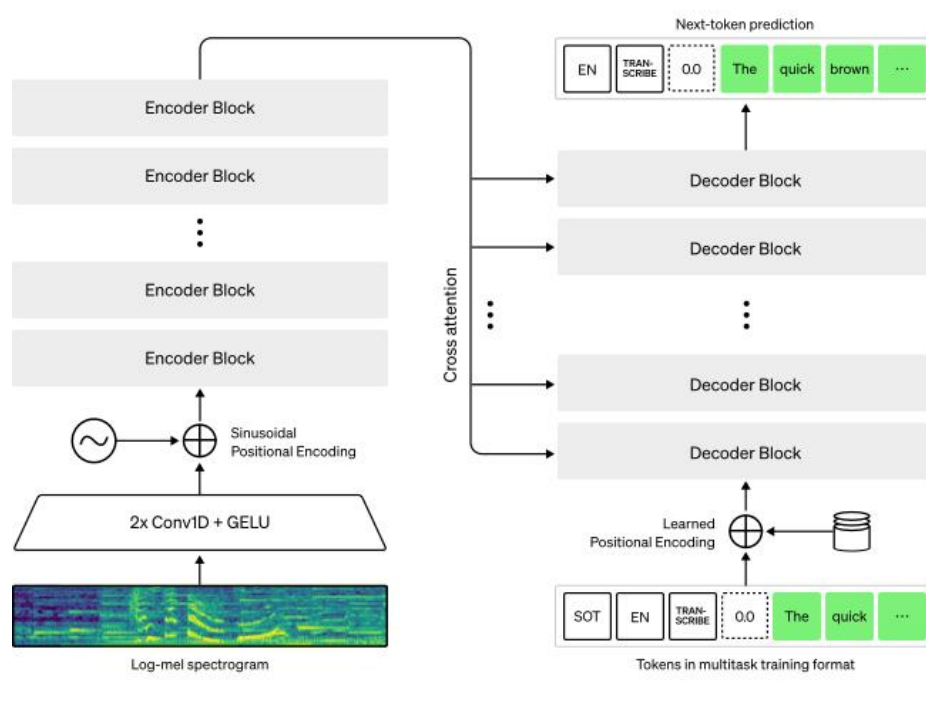 Next-token prediction
EN TRAN-SCRIBE 0.0 The quick brown ...
Encoder Block
Encoder Block
Encoder Block
Encoder Block
Cross attention
Decoder Block
Decoder Block
Decoder Block
Decoder Block
Sinusoidal
Positional Encoding
2x Conv1D + GELU
Log-mel spectrogram
Learned
Positional Encoding
SOT EN TRAN-SCRIBE 0.0 The quick ...
Tokens in multitask training format